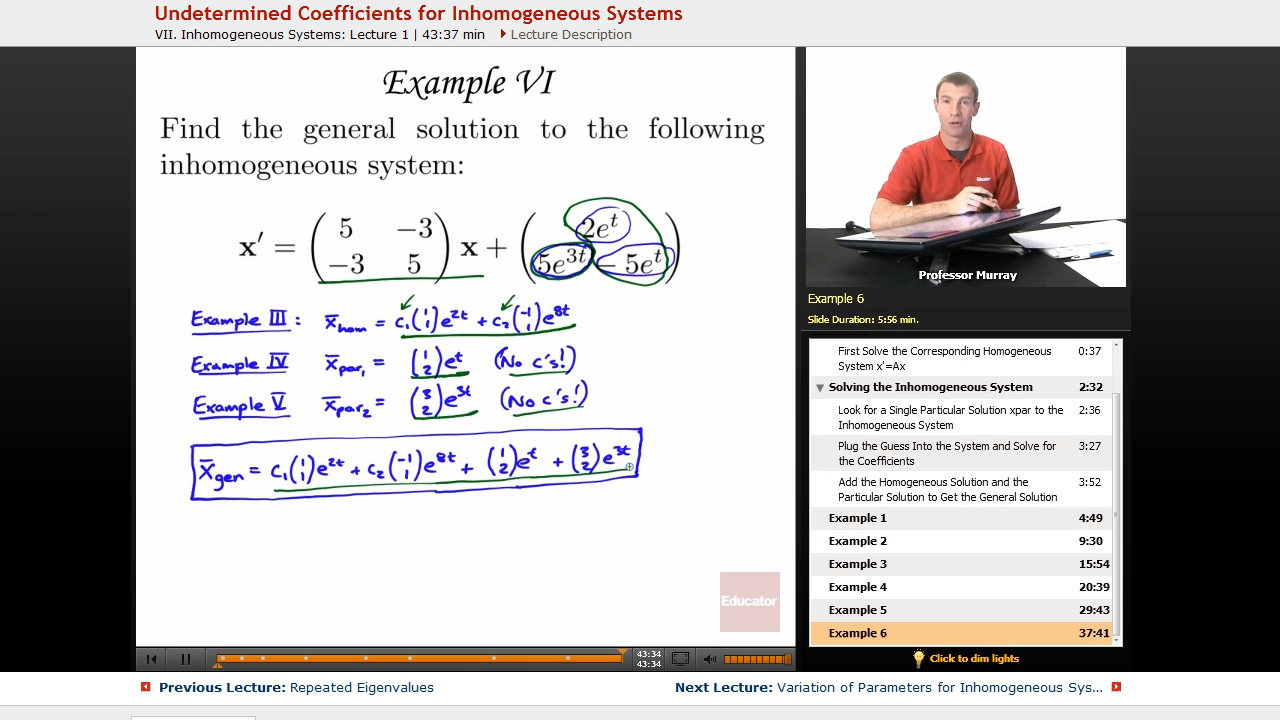 Undetermined Coefficients for Inhomogeneous Systems
VII. Inhomogeneous Systems: Lecture 1 | 43:37 min Lecture Description
Example VI
Find the general solution to the following
inhomogeneous system:
x′ = ( 5 −3 ; −3 5 ) x + ( 2e^t ; 5e^{3t} − 5e^t )
Example III : x̄_hom = c₁(1 ; 1)e^{2t} + c₂(-1 ; 1)e^{8t}
Example IV x̄_par₁ = (1 ; 2)e^t (No c's!)
Example V x̄_par₂ = (3 ; 2)e^{3t} (No c's!)
x̄_gen = c₁(1 ; 1)e^{2t} + c₂(-1 ; 1)e^{8t} + (1 ; 2)e^t + (3 ; 2)e^{3t}
Educator
Professor Murray
Example 6
Slide Duration: 5:56 min.
First Solve the Corresponding Homogeneous 0:37
System x'=Ax
Solving the Inhomogeneous System 2:32
Look for a Single Partidular Solution xpar to the 2:36
Inhomogeneous System
Plug the Guess Into the System and Solve for 3:27
the Coefficients
Add the Homogeneous Solution and the 3:52
Particular Solution to Get the General Solution
Example 1 4:49
Example 2 9:30
Example 3 15:54
Example 4 20:39
Example 5 29:43
Example 6 37:41
43:34
43:34
Click to dim lights
Previous Lecture: Repeated Eigenvalues
Next Lecture: Variation of Parameters for Inhomogeneous Sys...